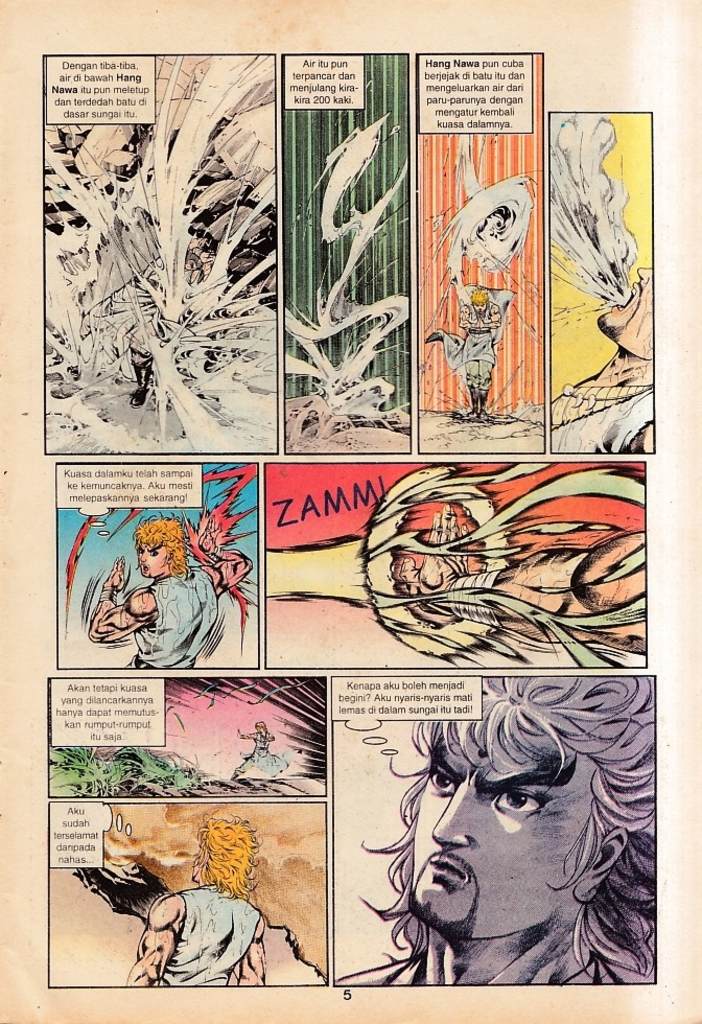 Dengan tiba-tiba,
air di bawah Hang
Nawa itu pun meletup
dan terdedah batu di
dasar sungai itu.
Air itu pun
terpancar dan
menjulang kira-
kira 200 kaki.
Hang Nawa pun cuba
berjejak di batu itu dan
mengeluarkan air dari
paru-parunya dengan
mengatur kembali
kuasa dalamnya.
Kuasa dalamku telah sampai
ke kemuncaknya. Aku mesti
melepaskannya sekarang!
ZAMM!
Akan tetapi kuasa
yang dilancarkannya
hanya dapat memutus-
kan rumput-rumput
itu saja.
Kenapa aku boleh menjadi
begini? Aku nyaris-nyaris mati
lemas di dalam sungai itu tadi!
Aku
sudah
terselamat
daripada
nahas...
5